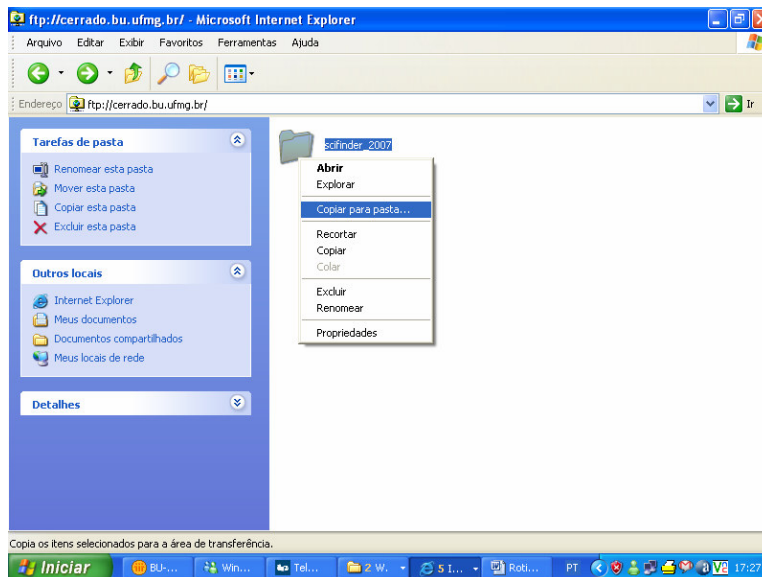 ftp://cerrado.bu.ufmg.br/ - Microsoft Internet Explorer
Arquivo Editar Exibir Favoritos Ferramentas Ajuda
Endereço ftp://cerrado.bu.ufmg.br/ Ir
Tarefas de pasta
Renomear esta pasta
Mover esta pasta
Copiar esta pasta
Excluir esta pasta
Outros locais
Internet Explorer
Meus documentos
Documentos compartilhados
Meus locais de rede
Detalhes
scifinder_2007
Abrir
Explorar
Copiar para pasta...
Recortar
Copiar
Colar
Excluir
Renomear
Propriedades
Copia os itens selecionados para a área de transferência.
Iniciar BU-... Win... Tel... 2 W. 5 I... Roti... PT 17:27